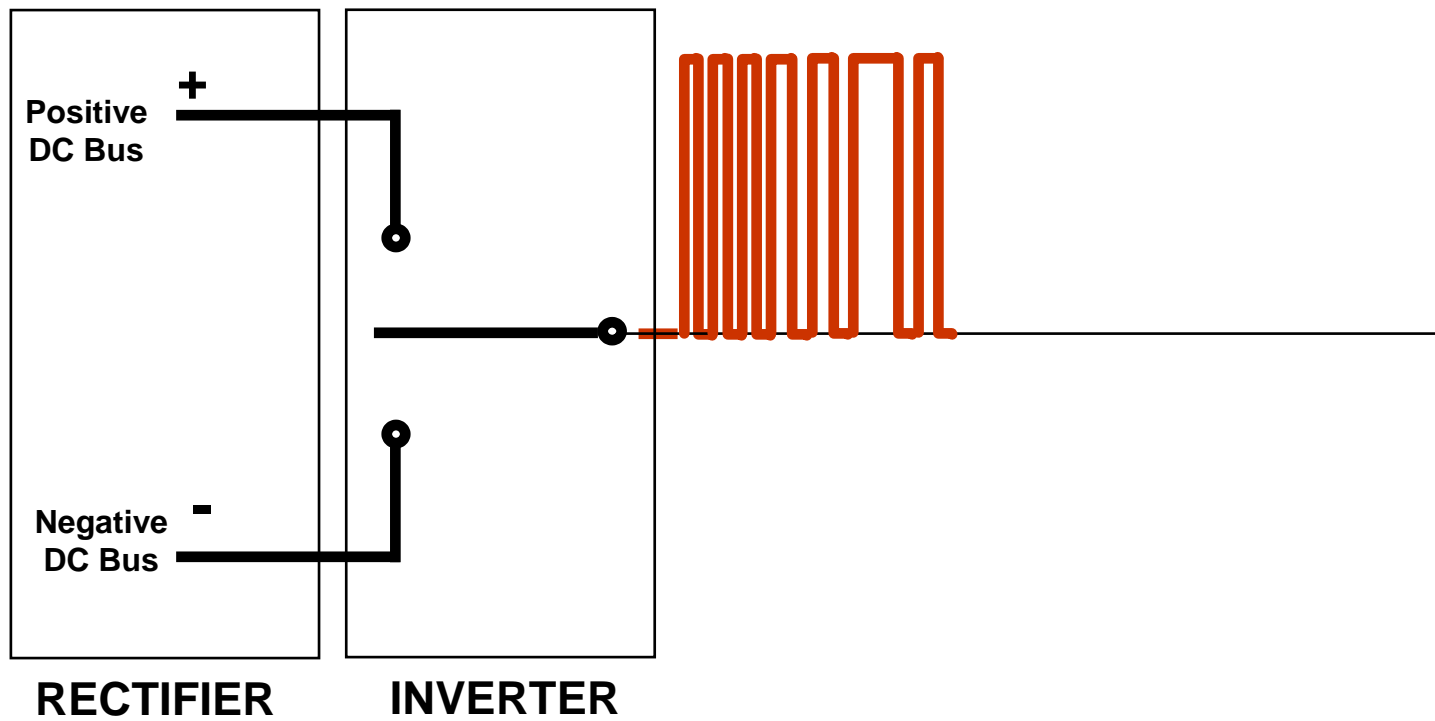 +
Positive
DC Bus
-
Negative
DC Bus
RECTIFIER
INVERTER